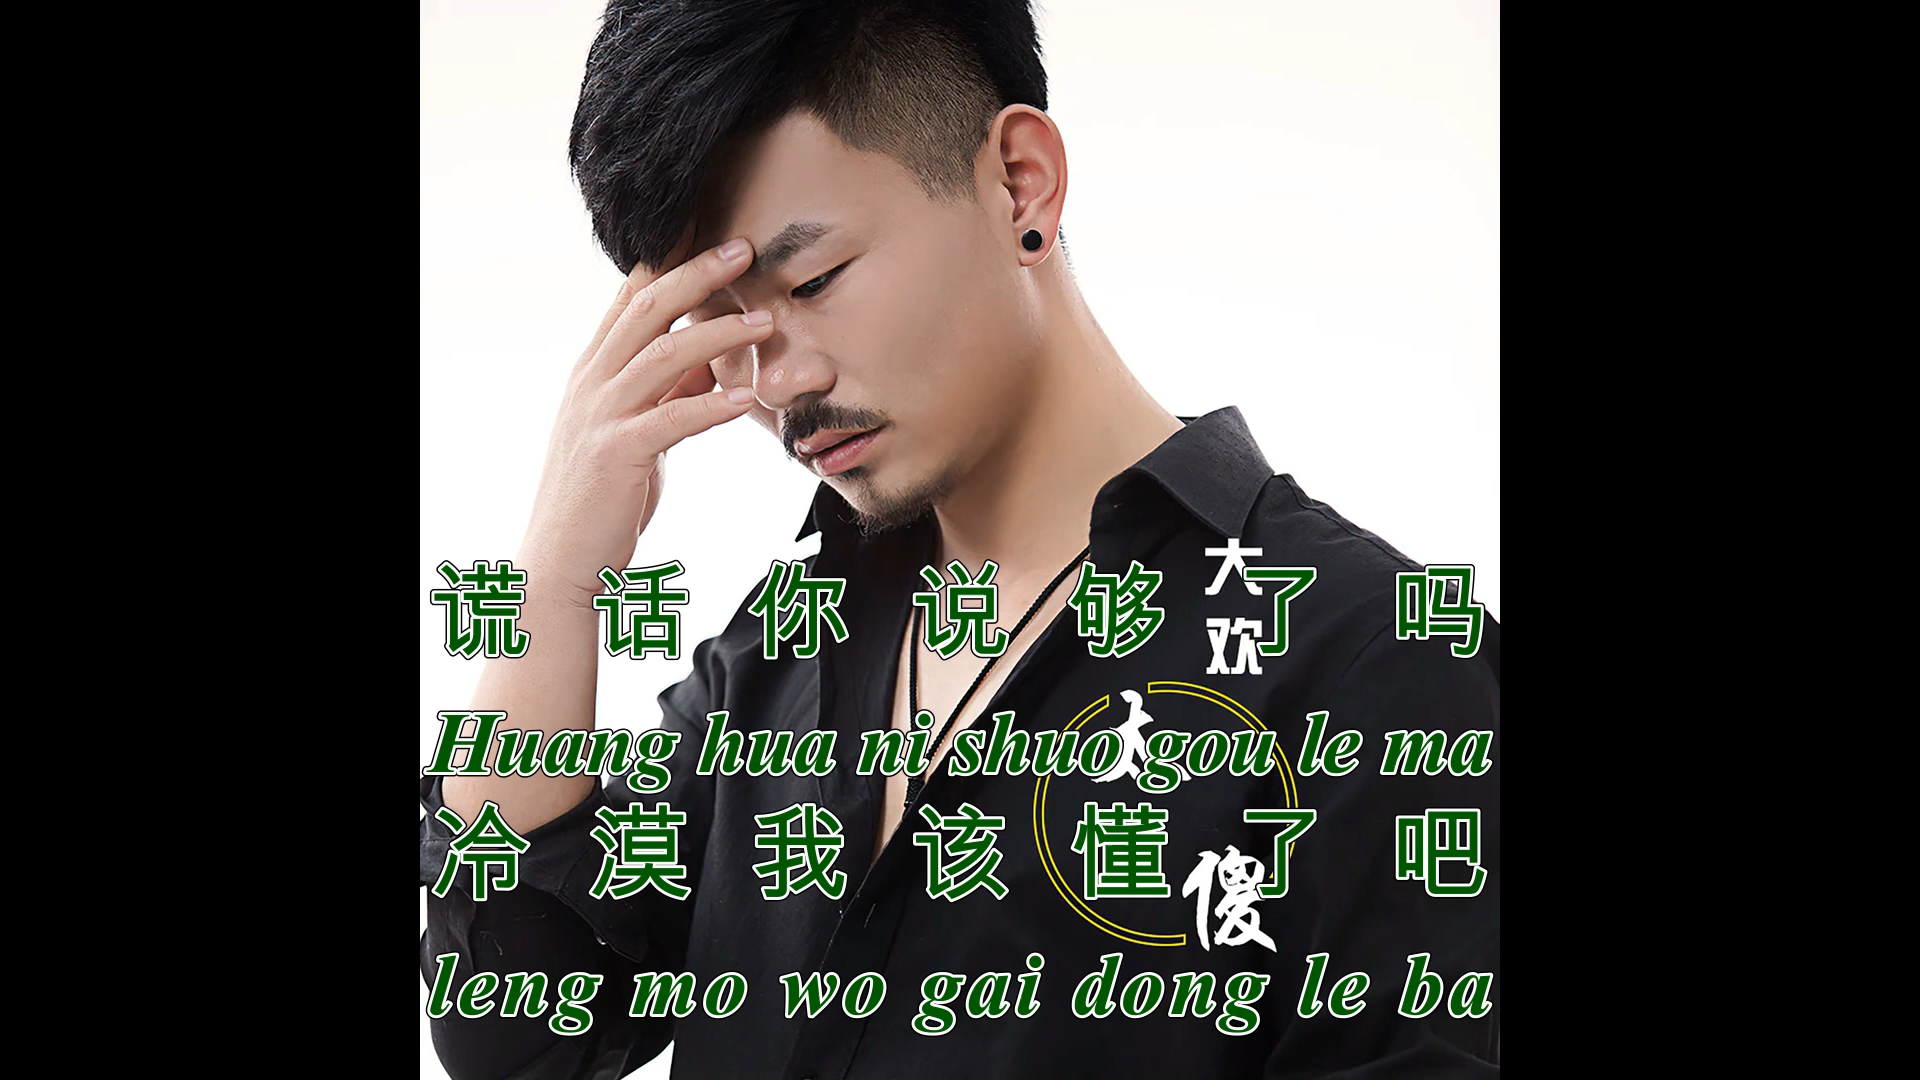 大欢
谎话你说够了吗
Huang hua ni shuo gou le ma
太傻
冷漠我该懂了吧
leng mo wo gai dong le ba